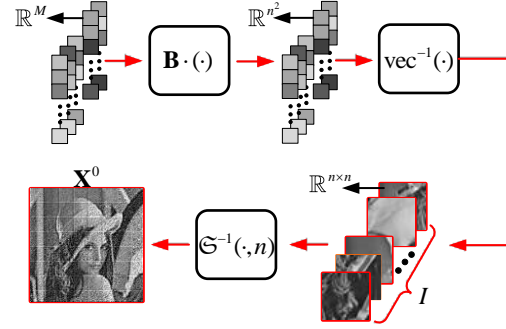 ℝ^M
𝐁 · (·)
ℝ^{n²}
vec⁻¹(·)
𝐗⁰
𝔖⁻¹(·, n)
ℝ^{n×n}
I